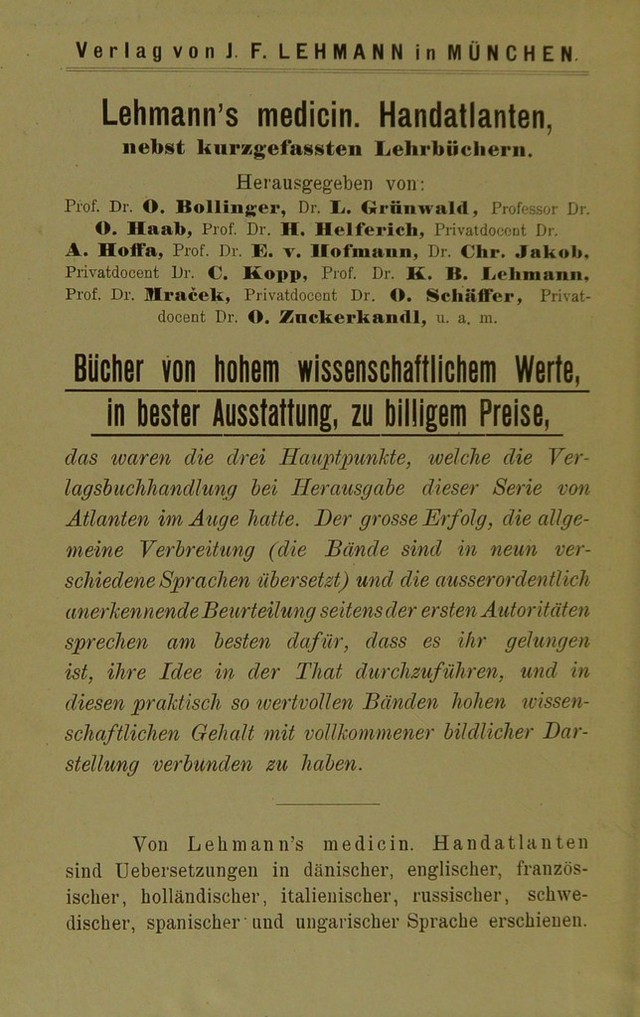 Verlag von J. F. LEHMANN in MÜNCHEN.
Lehmann's medicin. Handatlanten,
nebst kurzgefassten Lehrbüchern.
Herausgegeben von:
Prof. Dr. O. Bollinger, Dr. L. Grünwald, Professor Dr.
O. Haab, Prof. Dr. H. Helferich, Privatdocent Dr.
A. Hoffa, Prof. Dr. E. v. Hofmann, Dr. Chr. Jakob,
Privatdocent Dr. C. Kopp, Prof. Dr. K. B. Lehmann,
Prof. Dr. Mraček, Privatdocent Dr. O. Schäffer, Privat-
docent Dr. O. Zuckerkandl, u. a. m.
Bücher von hohem wissenschaftlichem Werte,
in bester Ausstattung, zu billigem Preise,
das waren die drei Hauptpunkte, welche die Ver-
lagsbuchhandlung bei Herausgabe dieser Serie von
Atlanten im Auge hatte. Der grosse Erfolg, die allge-
meine Verbreitung (die Bände sind in neun ver-
schiedene Sprachen übersetzt) und die ausserordentlich
anerkennende Beurteilung seitens der ersten Autoritäten
sprechen am besten dafür, dass es ihr gelungen
ist, ihre Idee in der That durchzuführen, und in
diesen praktisch so wertvollen Bänden hohen wissen-
schaftlichen Gehalt mit vollkommener bildlicher Dar-
stellung verbunden zu haben.
Von Lehmann's medicin. Handatlanten
sind Uebersetzungen in dänischer, englischer, französ-
ischer, holländischer, italienischer, russischer, schwe-
discher, spanischer und ungarischer Sprache erschienen.